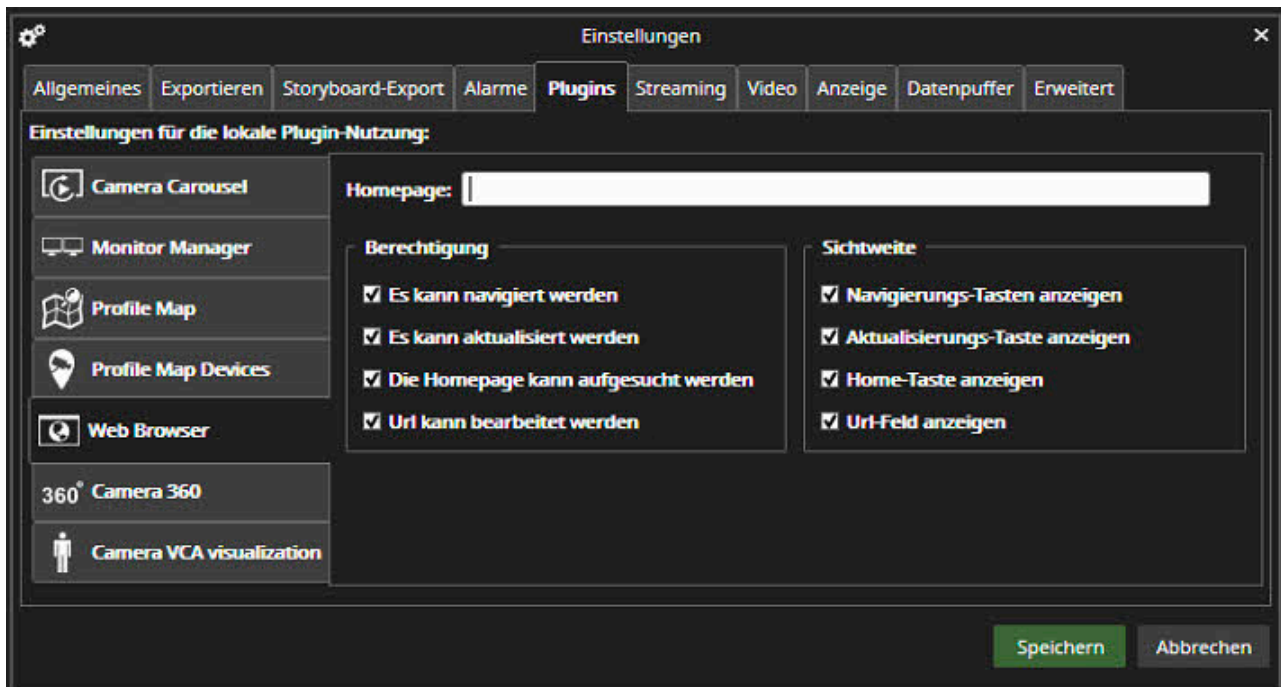 Einstellungen
Allgemeines Exportieren Storyboard-Export Alarme Plugins Streaming Video Anzeige Datenpuffer Erweitert
Einstellungen für die lokale Plugin-Nutzung:
Camera Carousel
Monitor Manager
Profile Map
Profile Map Devices
Web Browser
360° Camera 360
Camera VCA visualization
Homepage:
Berechtigung
Es kann navigiert werden
Es kann aktualisiert werden
Die Homepage kann aufgesucht werden
Url kann bearbeitet werden
Sichtweite
Navigierungs-Tasten anzeigen
Aktualisierungs-Taste anzeigen
Home-Taste anzeigen
Url-Feld anzeigen
Speichern Abbrechen